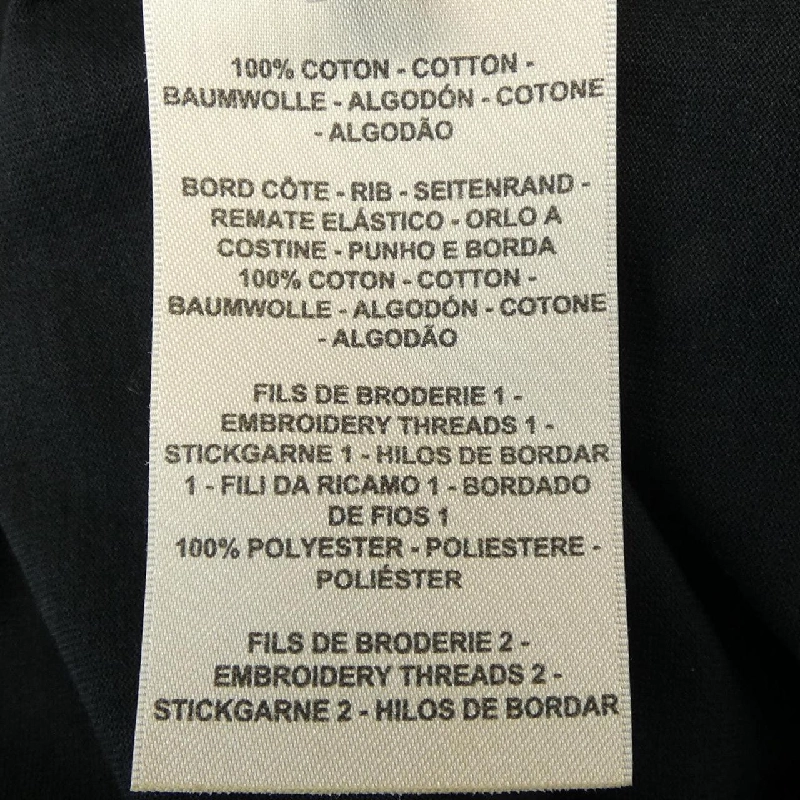 100% COTON - COTTON -
BAUMWOLLE - ALGODÓN - COTONE
- ALGODÃO
BORD CÔTE - RIB - SEITENRAND -
REMATE ELÁSTICO - ORLO A
COSTINE - PUNHO E BORDA
100% COTON - COTTON -
BAUMWOLLE - ALGODÓN - COTONE
- ALGODÃO
FILS DE BRODERIE 1 -
EMBROIDERY THREADS 1 -
STICKGARNE 1 - HILOS DE BORDAR
1 - FILI DA RICAMO 1 - BORDADO
DE FIOS 1
100% POLYESTER - POLIESTERE -
POLIÉSTER
FILS DE BRODERIE 2 -
EMBROIDERY THREADS 2 -
STICKGARNE 2 - HILOS DE BORDAR